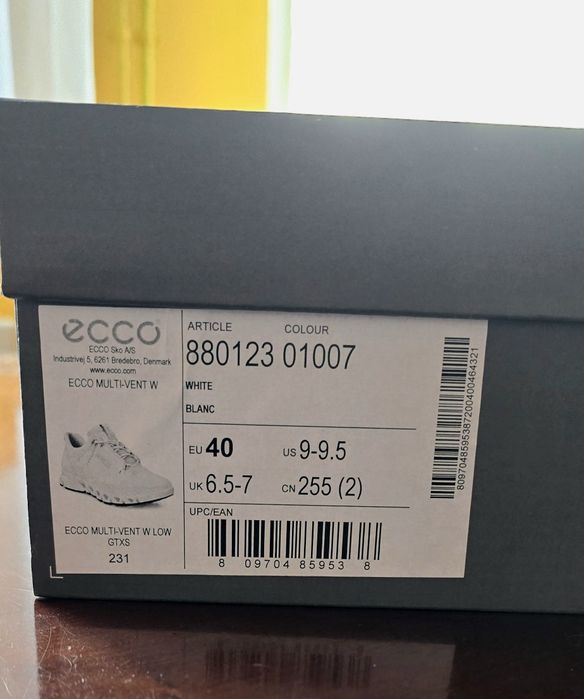 ecco
ECCO Sko A/S
Industrivej 5, 6261 Bredebro, Denmark
www.ecco.com
ECCO MULTI-VENT W
ECCO MULTI-VENT W LOW
GTXS
231
ARTICLE COLOUR
880123 01007
WHITE
BLANC
EU 40 US 9-9.5
UK 6.5-7 CN 255 (2)
UPC/EAN
8 09704 85953 8
809704859538720040046432​1